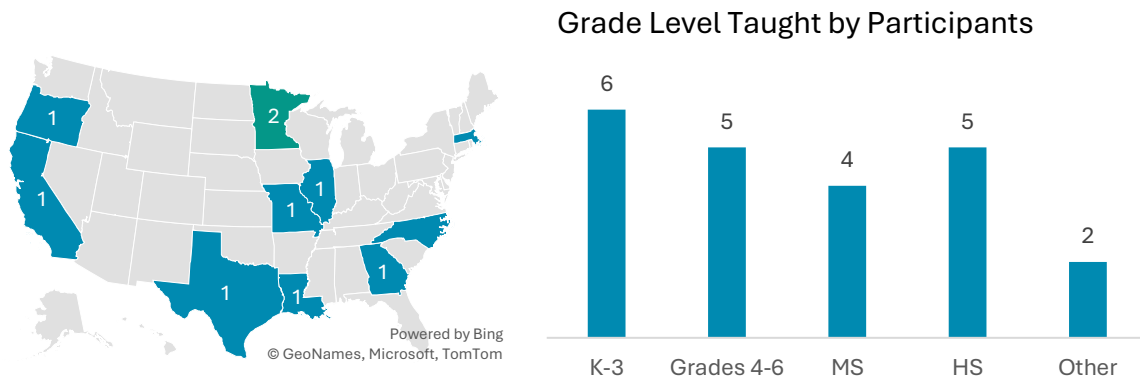 Grade Level Taught by Participants
1
2
1
1
1
1
1
1
Powered by Bing
© GeoNames, Microsoft, TomTom
6
5
4
5
2
K-3
Grades 4-6
MS
HS
Other